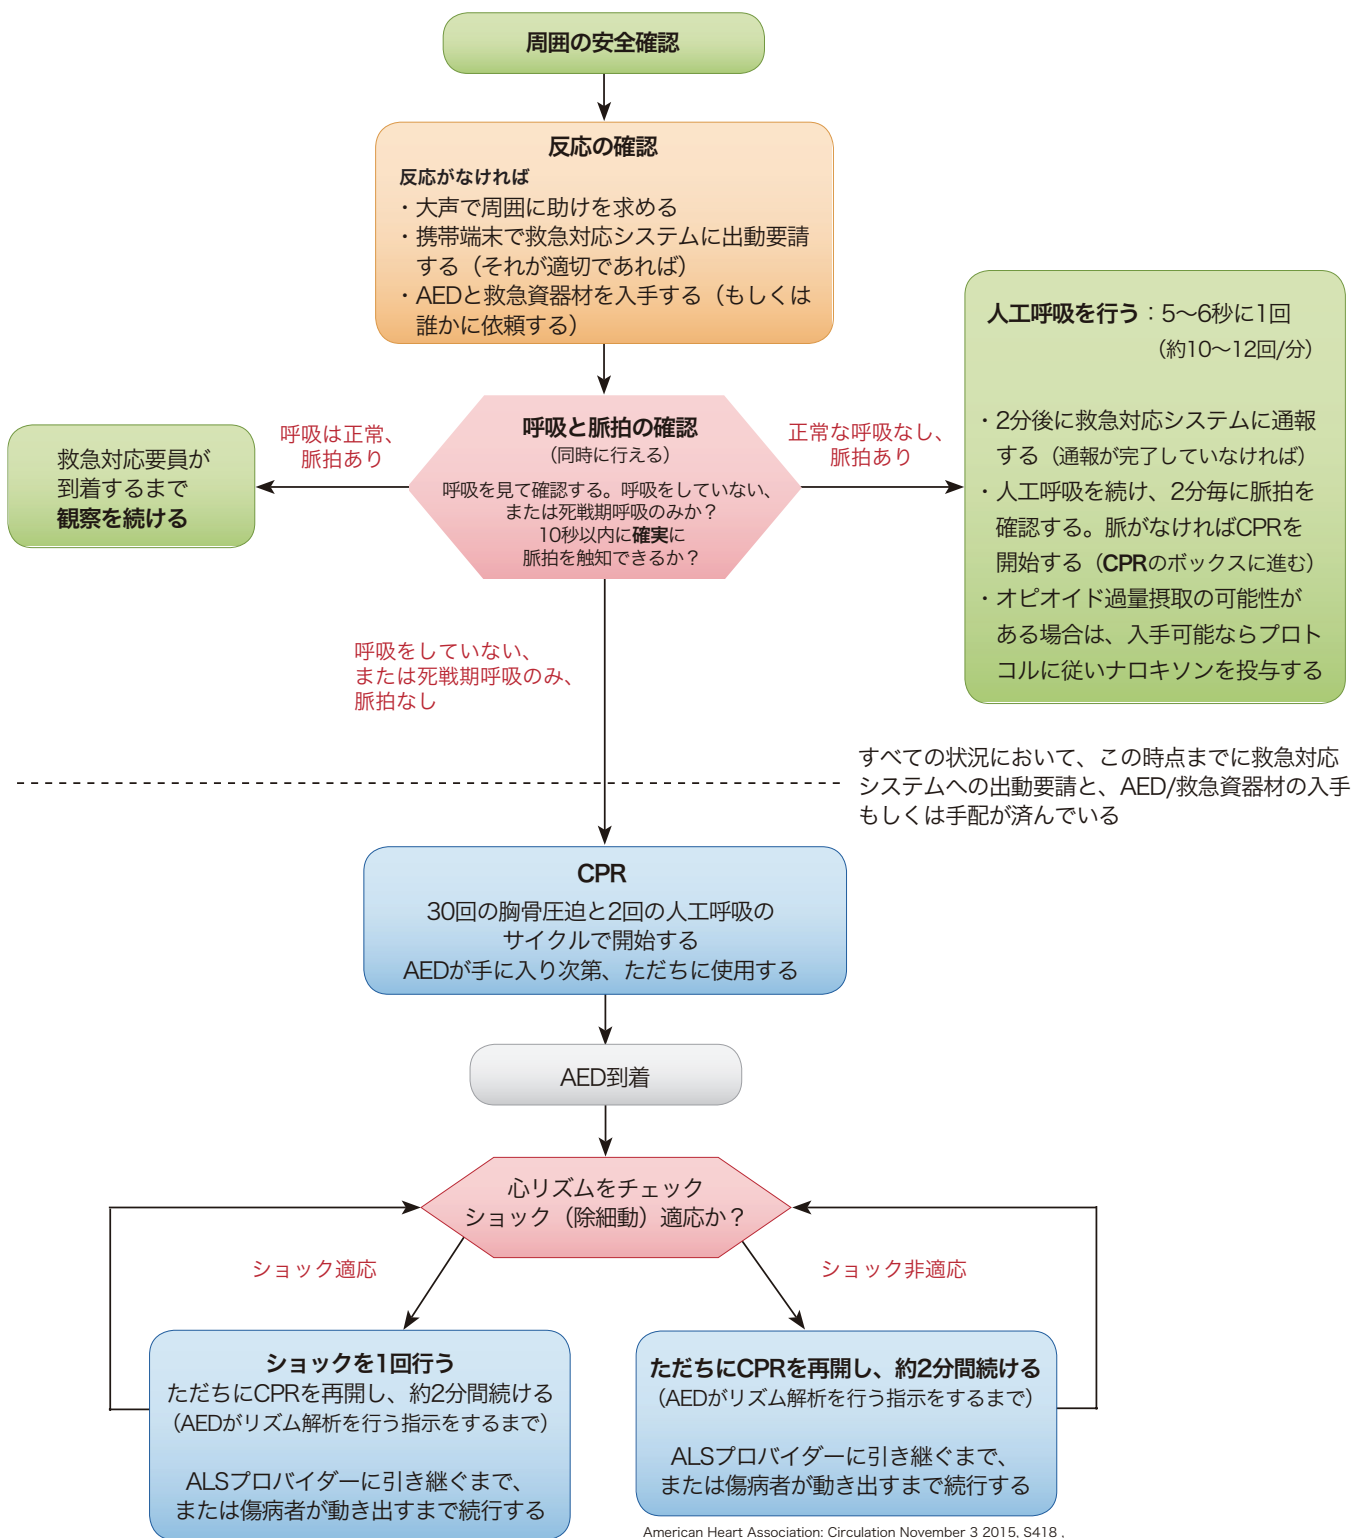 周囲の安全確認
反応の確認
反応がなければ
・大声で周囲に助けを求める
・携帯端末で救急対応システムに出動要請
する（それが適切であれば）
・AEDと救急資器材を入手する（もしくは
誰かに依頼する）
呼吸と脈拍の確認
（同時に行える）
呼吸を見て確認する。呼吸をしていない、
または死戦期呼吸のみか？
10秒以内に確実に
脈拍を触知できるか？
呼吸は正常、
脈拍あり
救急対応要員が
到着するまで
観察を続ける
正常な呼吸なし、
脈拍あり
人工呼吸を行う：5〜6秒に1回
（約10〜12回/分）
・2分後に救急対応システムに通報
する（通報が完了していなければ）
・人工呼吸を続け、2分毎に脈拍を
確認する。脈がなければCPRを
開始する（CPRのボックスに進む）
・オピオイド過量摂取の可能性が
ある場合は、入手可能ならプロト
コルに従いナロキソンを投与する
呼吸をしていない、
または死戦期呼吸のみ、
脈拍なし
すべての状況において、この時点までに救急対応
システムへの出動要請と、AED/救急資器材の入手
もしくは手配が済んでいる
CPR
30回の胸骨圧迫と2回の人工呼吸の
サイクルで開始する
AEDが手に入り次第、ただちに使用する
AED到着
心リズムをチェック
ショック（除細動）適応か？
ショック適応
ショック非適応
ショックを1回行う
ただちにCPRを再開し、約2分間続ける
（AEDがリズム解析を行う指示をするまで）
ALSプロバイダーに引き継ぐまで、
または傷病者が動き出すまで続行する
ただちにCPRを再開し、約2分間続ける
（AEDがリズム解析を行う指示をするまで）
ALSプロバイダーに引き継ぐまで、
または傷病者が動き出すまで続行する
American Heart Association: Circulation November 3 2015, S418 ,